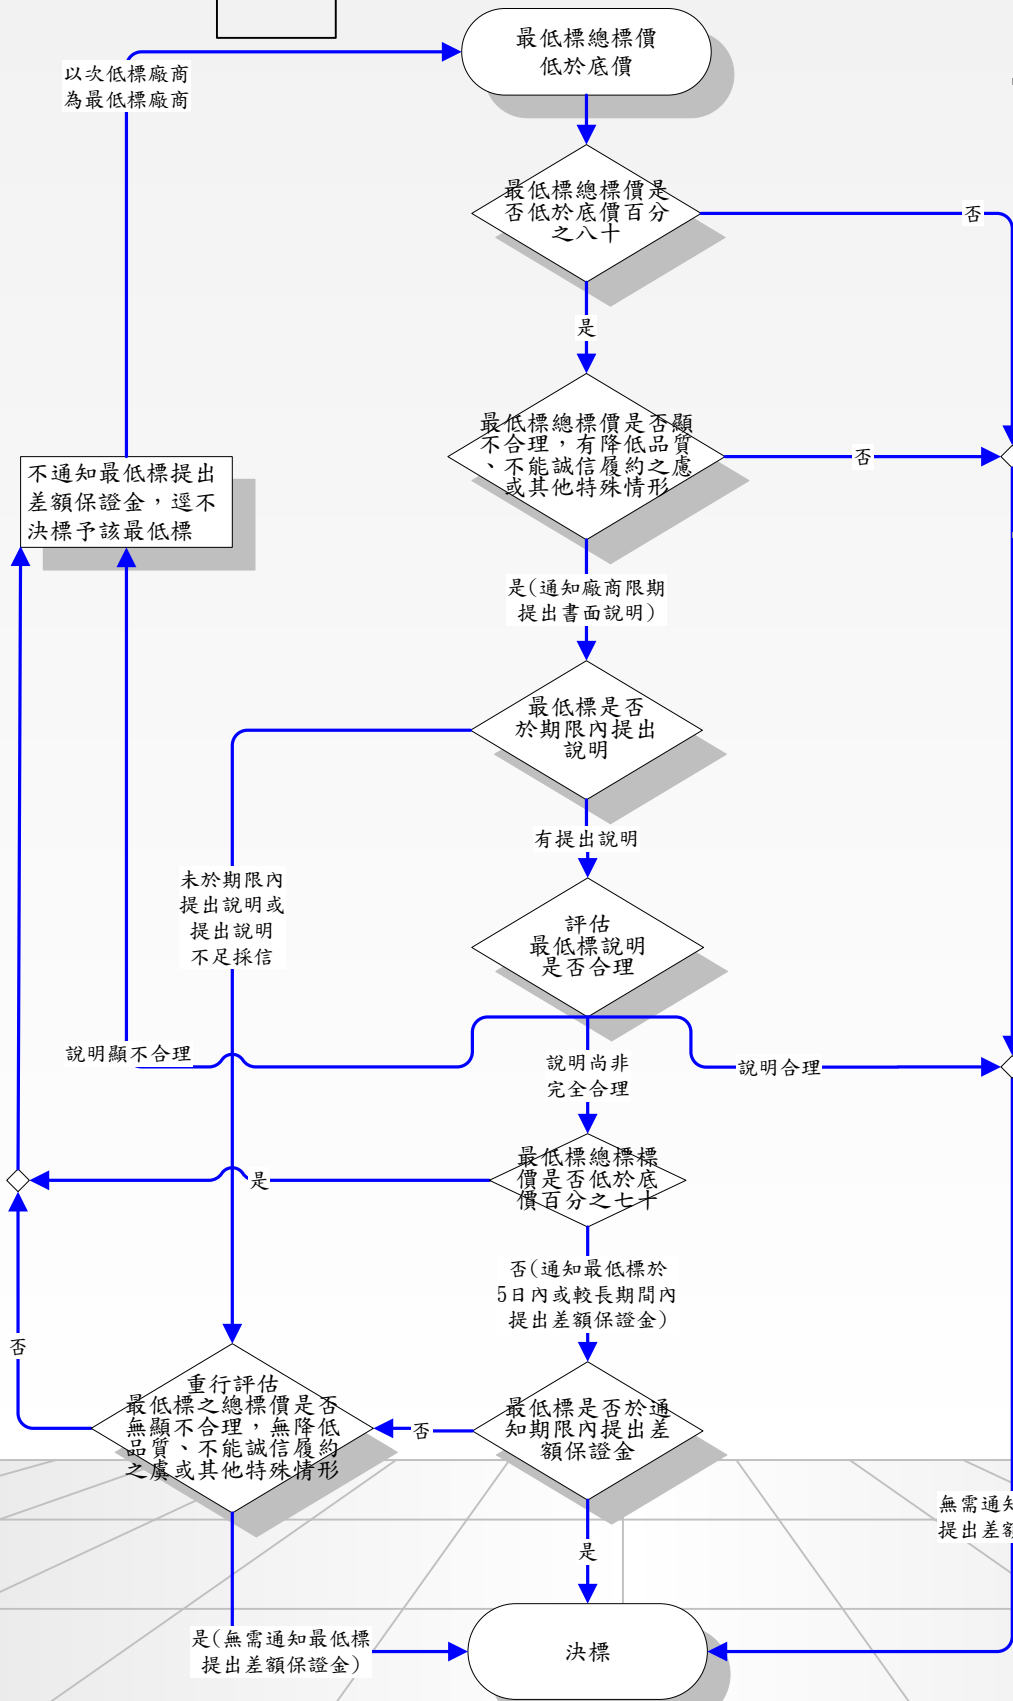 最低標總標價
低於底價
以次低標廠商
為最低標廠商
最低標總標價是
否低於底價百分
之八十
否
是
最低標總標價是否顯
不合理，有降低品質
、不能誠信履約之慮
或其他特殊情形
否
不通知最低標提出
差額保證金，逕不
決標予該最低標
是(通知廠商限期
提出書面說明)
最低標是否
於期限內提出
說明
有提出說明
未於期限內
提出說明或
提出說明
不足採信
評估
最低標說明
是否合理
說明顯不合理
說明尚非
完全合理
說明合理
最低標總標標
價是否低於底
價百分之七十
是
否(通知最低標於
5日內或較長期間內
提出差額保證金)
否
重行評估
最低標之總標價是否
無顯不合理，無降低
品質、不能誠信履約
之虞或其他特殊情形
否
最低標是否於通
知期限內提出差
額保證金
無需通知
提出差額
是
是(無需通知最低標
提出差額保證金)
決標